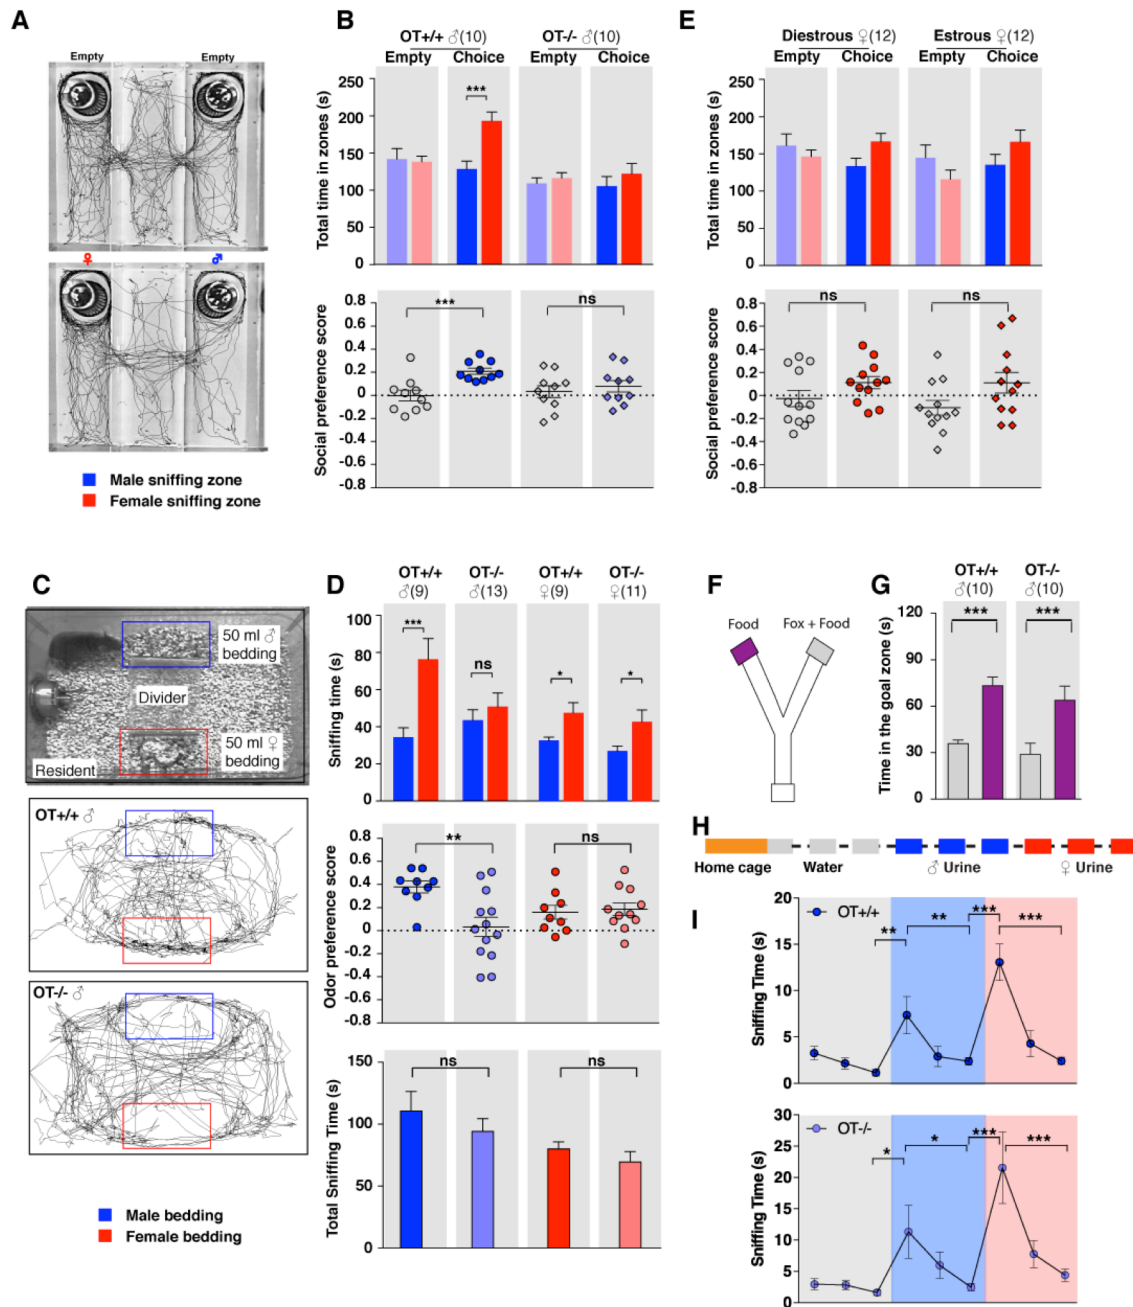 A
Empty
Empty
♀
♂
Male sniffing zone
Female sniffing zone
B
OT+/+ ♂(10)
OT-/- ♂(10)
Empty
Choice
Empty
Choice
Total time in zones (s)
250
200
150
100
50
0
***
Social preference score
0.8
0.6
0.4
0.2
0
-0.2
-0.4
-0.6
-0.8
***
ns
E
Diestrous ♀(12)
Estrous ♀(12)
Empty
Choice
Empty
Choice
Total time in zones (s)
250
200
150
100
50
0
Social preference score
0.8
0.6
0.4
0.2
0
-0.2
-0.4
-0.6
-0.8
ns
ns
C
50 ml ♂
bedding
Divider
50 ml ♀
bedding
Resident
OT+/+ ♂
OT-/- ♂
Male bedding
Female bedding
D
OT+/+
♂(9)
OT-/-
♂(13)
OT+/+
♀(9)
OT-/-
♀(11)
Sniffing time (s)
100
80
60
40
20
0
***
ns
*
*
Odor preference score
0.8
0.6
0.4
0.2
0
-0.2
-0.4
-0.6
-0.8
**
ns
Total Sniffing Time (s)
150
100
50
0
ns
ns
F
Food
Fox + Food
G
OT+/+
♂(10)
OT-/-
♂(10)
Time in the goal zone (s)
120
90
60
30
0
***
***
H
Home cage
Water
♂ Urine
♀ Urine
I
OT+/+
Sniffing Time (s)
20
15
10
5
0
**
**
***
***
OT-/-
Sniffing Time (s)
30
25
20
15
10
5
0
*
*
***
***